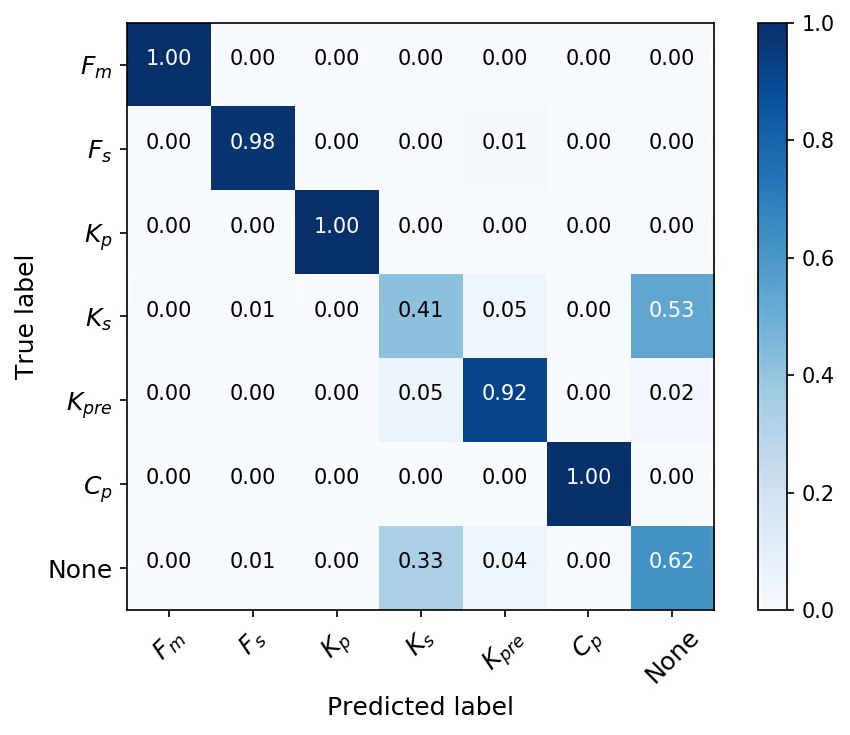 F_m 1.00 0.00 0.00 0.00 0.00 0.00 0.00
F_s 0.00 0.98 0.00 0.00 0.01 0.00 0.00
K_p 0.00 0.00 1.00 0.00 0.00 0.00 0.00
K_s 0.00 0.01 0.00 0.41 0.05 0.00 0.53
K_pre 0.00 0.00 0.00 0.05 0.92 0.00 0.02
C_p 0.00 0.00 0.00 0.00 0.00 1.00 0.00
None 0.00 0.01 0.00 0.33 0.04 0.00 0.62
F_m F_s K_p K_s K_pre C_p None
Predicted label
True label
1.0
0.8
0.6
0.4
0.2
0.0